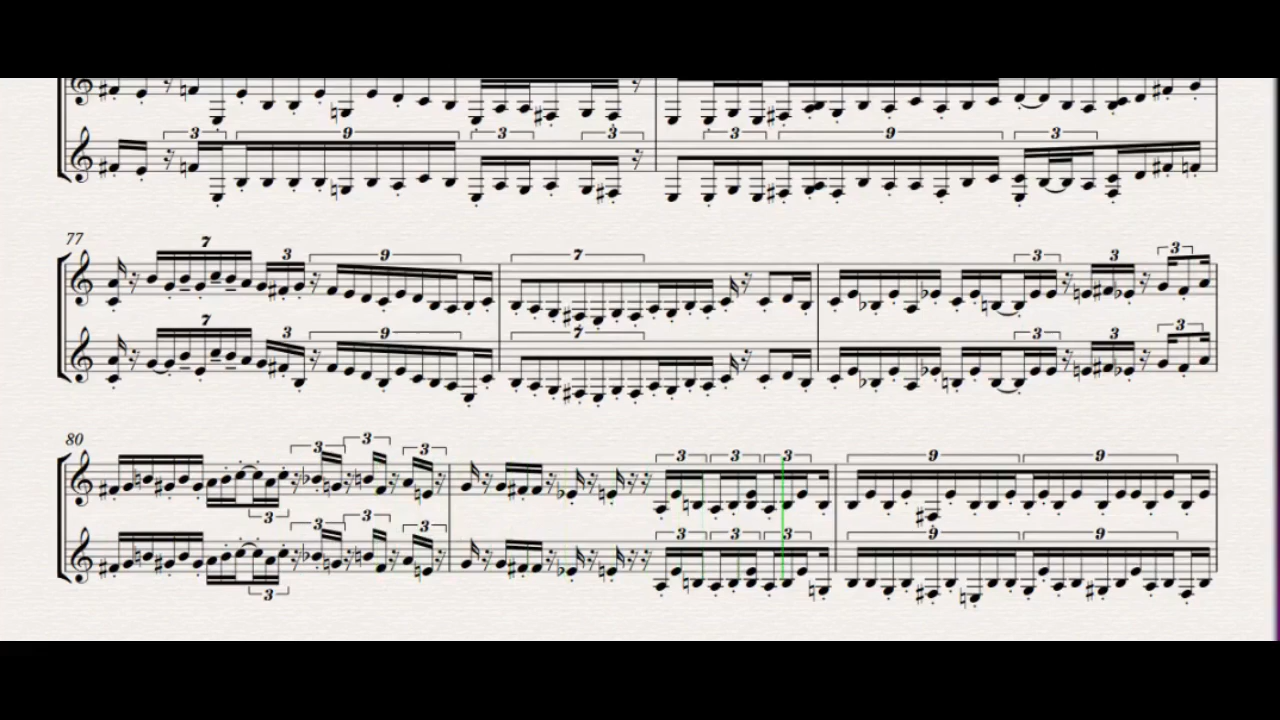 3 9 3 3 3 9 3
77
7 3 9 7 3 3 3
7 3 9 7 3 3 3
80
3 3 3 3 3 3 9 9
3
3 3 3 3 3 3 9 9
3